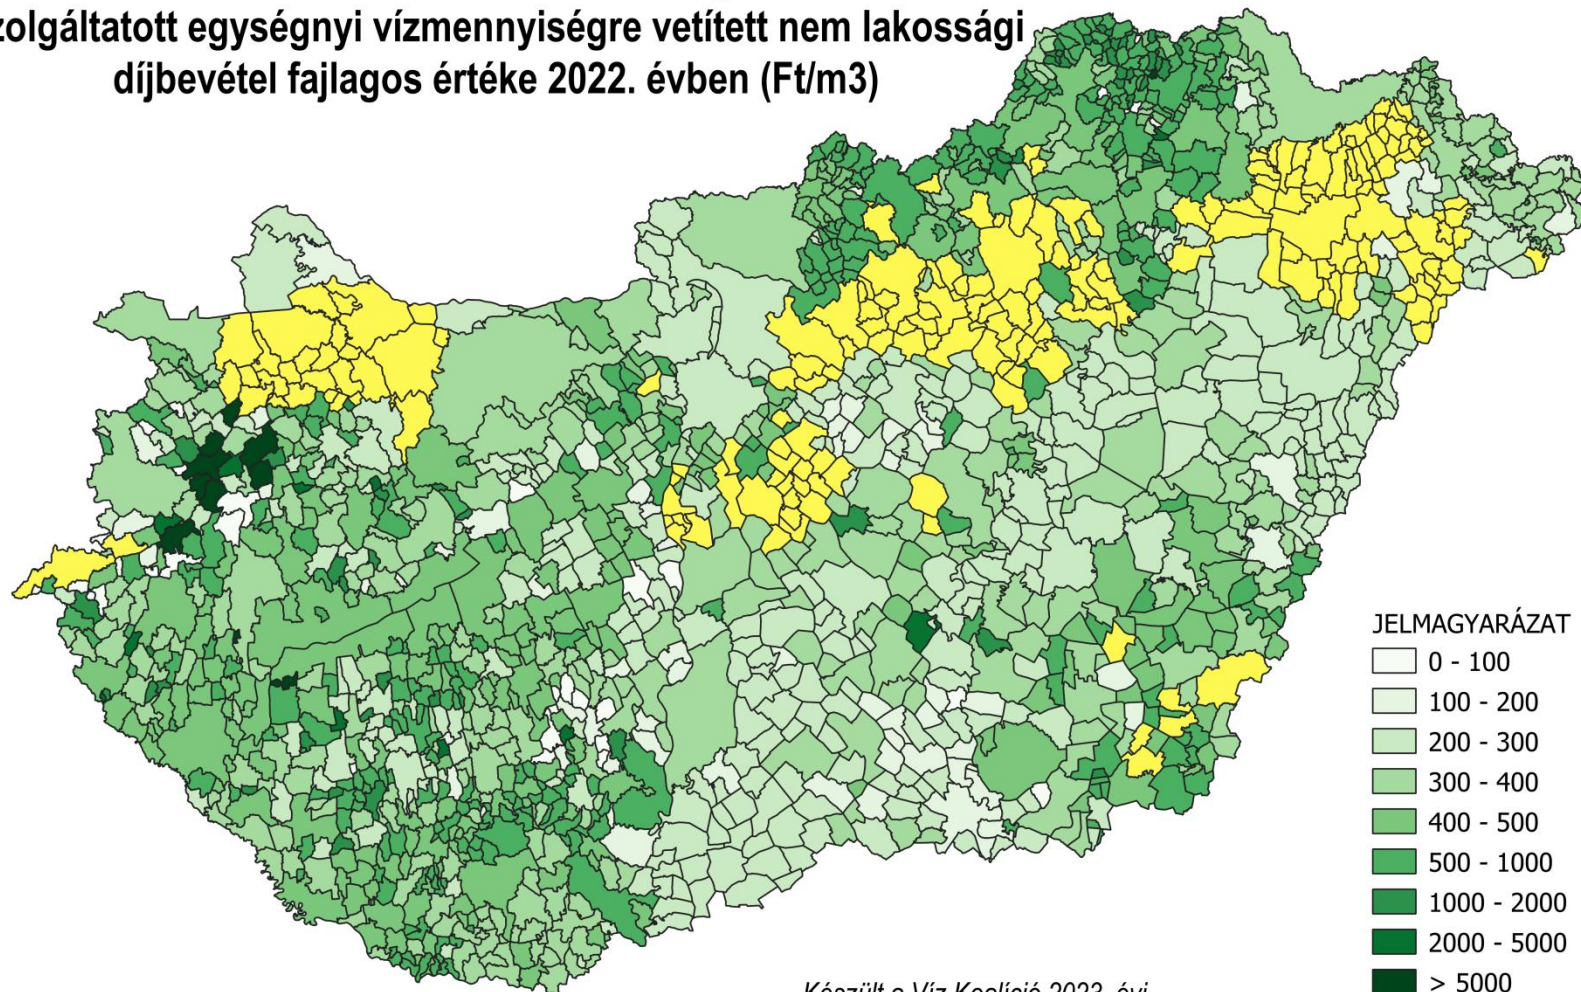 szolgáltatott egységnyi vízmennyiségre vetített nem lakossági
díjbevétel fajlagos értéke 2022. évben (Ft/m3)
JELMAGYARÁZAT
0 - 100
100 - 200
200 - 300
300 - 400
400 - 500
500 - 1000
1000 - 2000
2000 - 5000
> 5000
Készült a Víz Koalíció 2023. évi